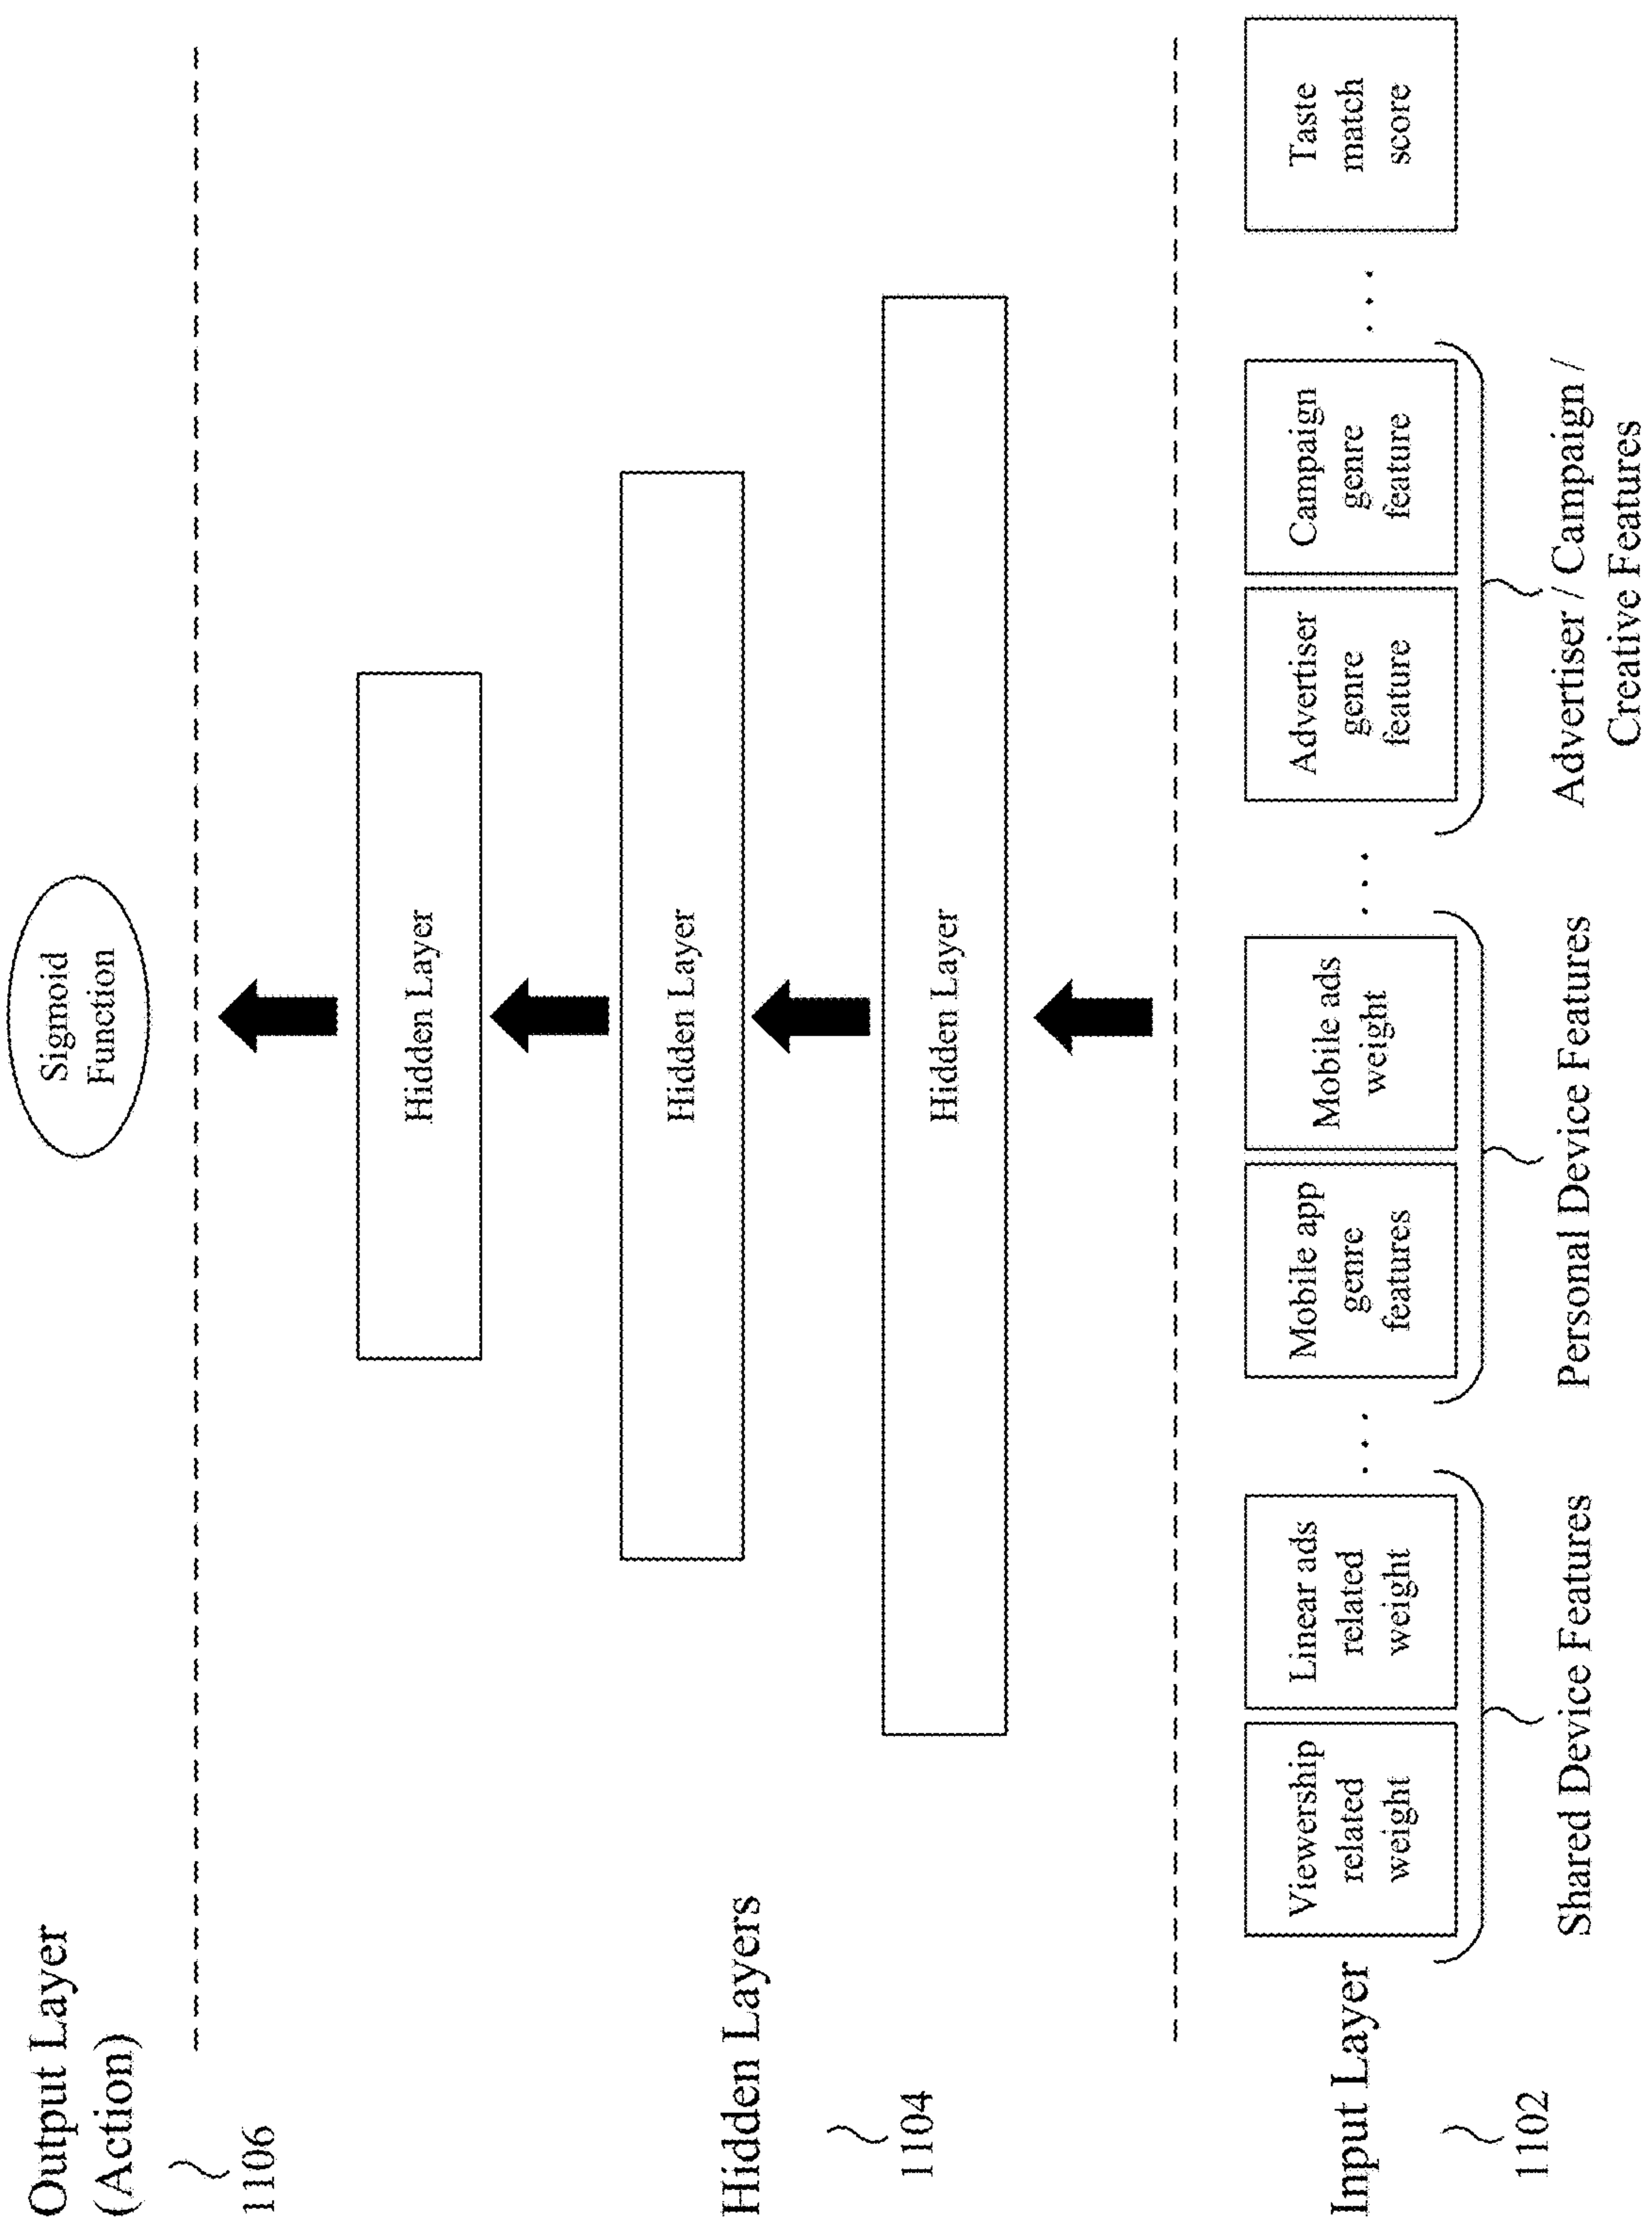 Output Layer
(Action)
1106
Sigmoid
Function
Hidden Layer
Hidden Layers
1104
Hidden Layer
Hidden Layer
Input Layer
1102
Viewership
related
weight
Linear ads
related
weight
. . .
Mobile app
genre
features
Mobile ads
weight
. . .
Advertiser
genre
feature
Campaign
genre
feature
. . .
Taste
match
score
Shared Device Features
Personal Device Features
Advertiser / Campaign /
Creative Features